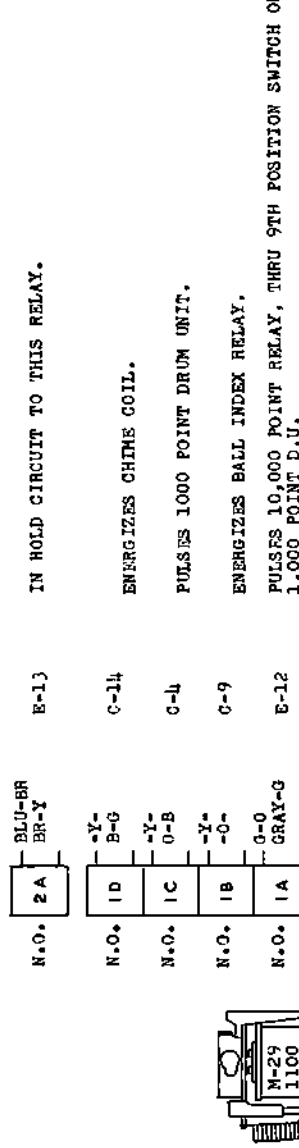 N.O. 2A BLU-BR E-13 IN HOLD CIRCUIT TO THIS RELAY.
BR-Y
N.O. 1D -Y- C-14 ENERGIZES CHIME COIL.
B-G
N.O. 1C -Y- C-4 PULSES 1000 POINT DRUM UNIT.
O-B
N.O. 1B -Y- C-9 ENERGIZES BALL INDEX RELAY.
-O-
N.O. 1A G-O E-12 PULSES 10,000 POINT RELAY, THRU 9TH POSITION SWITCH
GRAY-G 1,000 POINT D.U.
M-29
1100